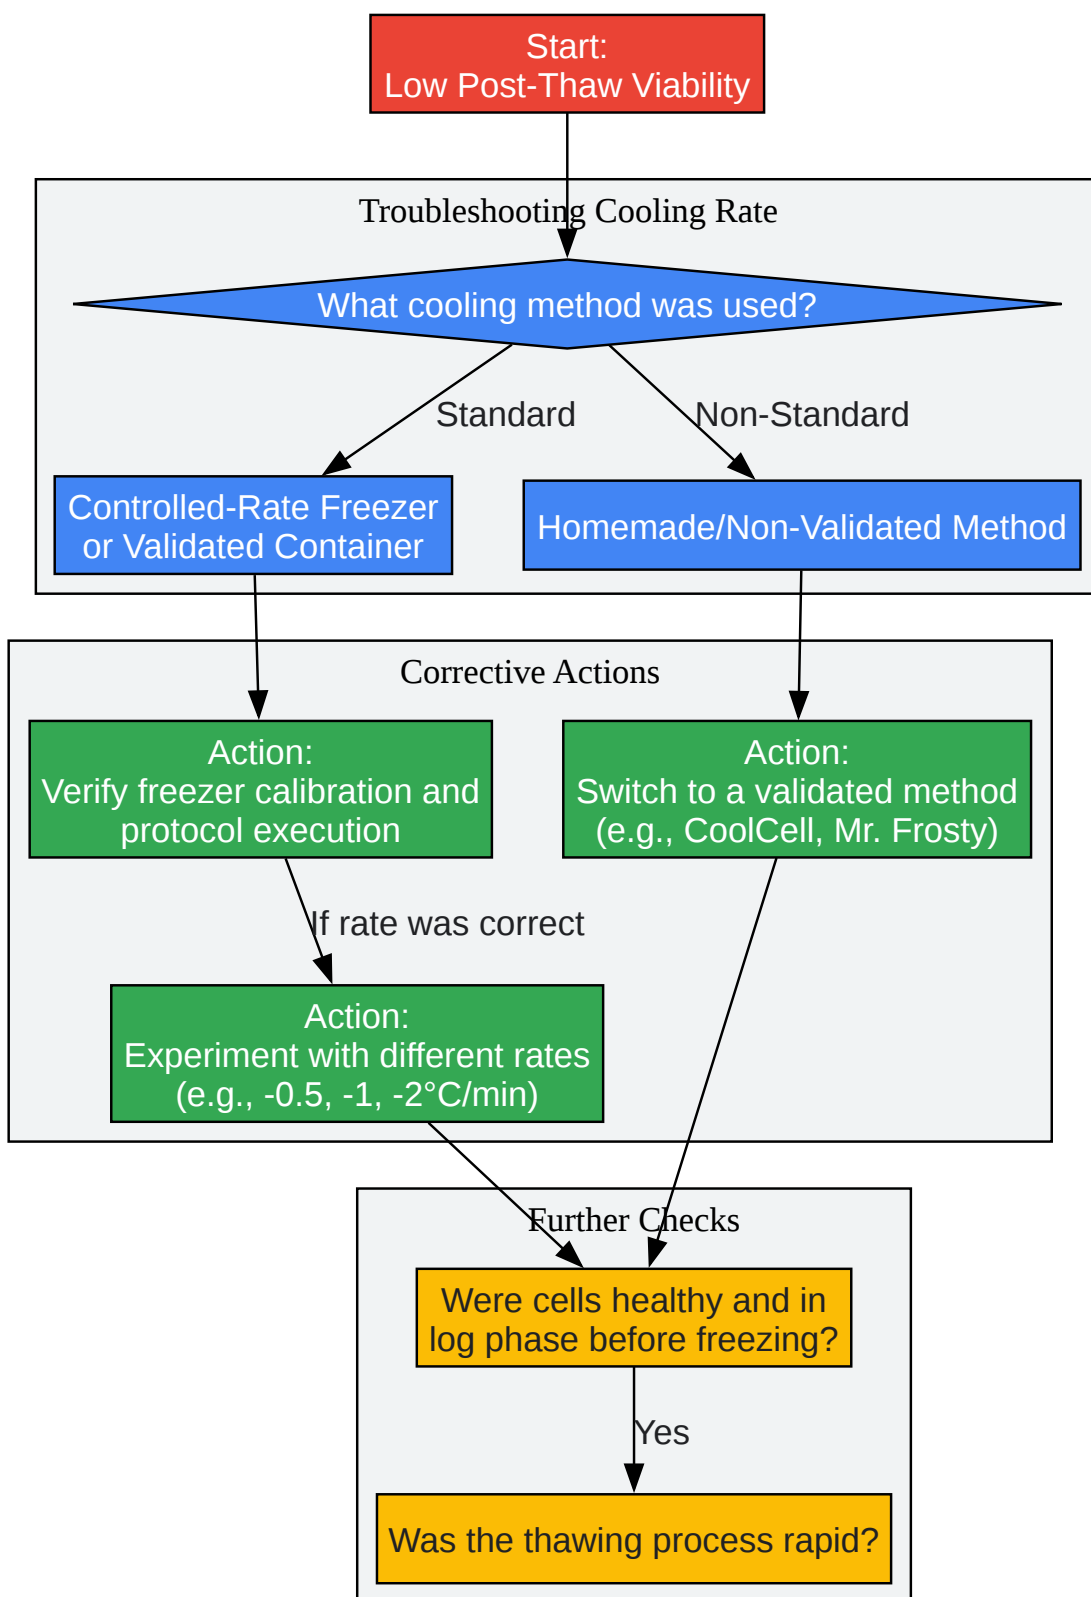 Start:
Low Post-Thaw Viability
Troubleshooting Cooling Rate
What cooling method was used?
Standard
Non-Standard
Controlled-Rate Freezer
or Validated Container
Homemade/Non-Validated Method
Corrective Actions
Action:
Verify freezer calibration and
protocol execution
Action:
Switch to a validated method
(e.g., CoolCell, Mr. Frosty)
If rate was correct
Action:
Experiment with different rates
(e.g., -0.5, -1, -2°C/min)
Further Checks
Were cells healthy and in
log phase before freezing?
Yes
Was the thawing process rapid?